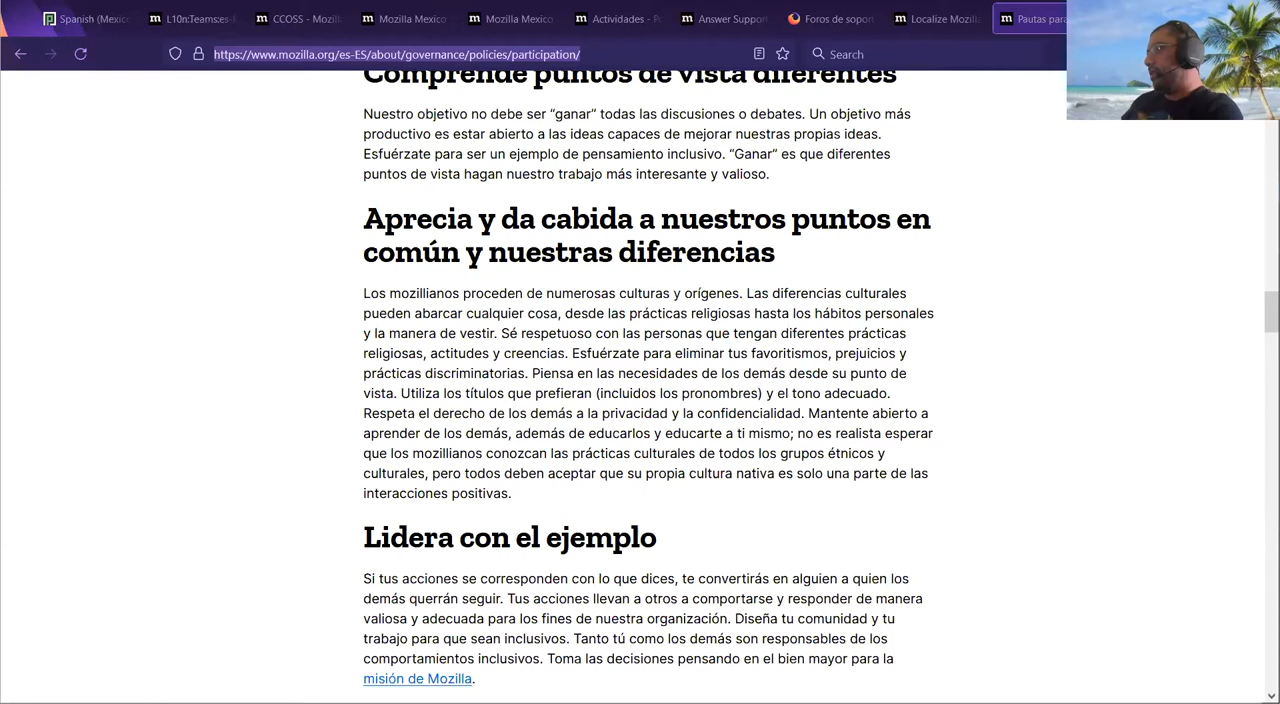 Spanish (Mexic
L10n:Teams:es-
CCOSS - Mozill
Mozilla Mexico
Mozilla Mexico
Actividades - Po
Answer Suppor
Foros de soport
Localize Mozilla
Pautas para
https://www.mozilla.org/es-ES/about/governance/policies/participation/
Search
Comprende puntos de vista diferentes
Nuestro objetivo no debe ser “ganar” todas las discusiones o debates. Un objetivo más
productivo es estar abierto a las ideas capaces de mejorar nuestras propias ideas.
Esfuérzate para ser un ejemplo de pensamiento inclusivo. “Ganar” es que diferentes
puntos de vista hagan nuestro trabajo más interesante y valioso.
Aprecia y da cabida a nuestros puntos en
común y nuestras diferencias
Los mozillianos proceden de numerosas culturas y orígenes. Las diferencias culturales
pueden abarcar cualquier cosa, desde las prácticas religiosas hasta los hábitos personales
y la manera de vestir. Sé respetuoso con las personas que tengan diferentes prácticas
religiosas, actitudes y creencias. Esfuérzate para eliminar tus favoritismos, prejuicios y
prácticas discriminatorias. Piensa en las necesidades de los demás desde su punto de
vista. Utiliza los títulos que prefieran (incluidos los pronombres) y el tono adecuado.
Respeta el derecho de los demás a la privacidad y la confidencialidad. Mantente abierto a
aprender de los demás, además de educarlos y educarte a ti mismo; no es realista esperar
que los mozillianos conozcan las prácticas culturales de todos los grupos étnicos y
culturales, pero todos deben aceptar que su propia cultura nativa es solo una parte de las
interacciones positivas.
Lidera con el ejemplo
Si tus acciones se corresponden con lo que dices, te convertirás en alguien a quien los
demás querrán seguir. Tus acciones llevan a otros a comportarse y responder de manera
valiosa y adecuada para los fines de nuestra organización. Diseña tu comunidad y tu
trabajo para que sean inclusivos. Tanto tú como los demás son responsables de los
comportamientos inclusivos. Toma las decisiones pensando en el bien mayor para la
misión de Mozilla.